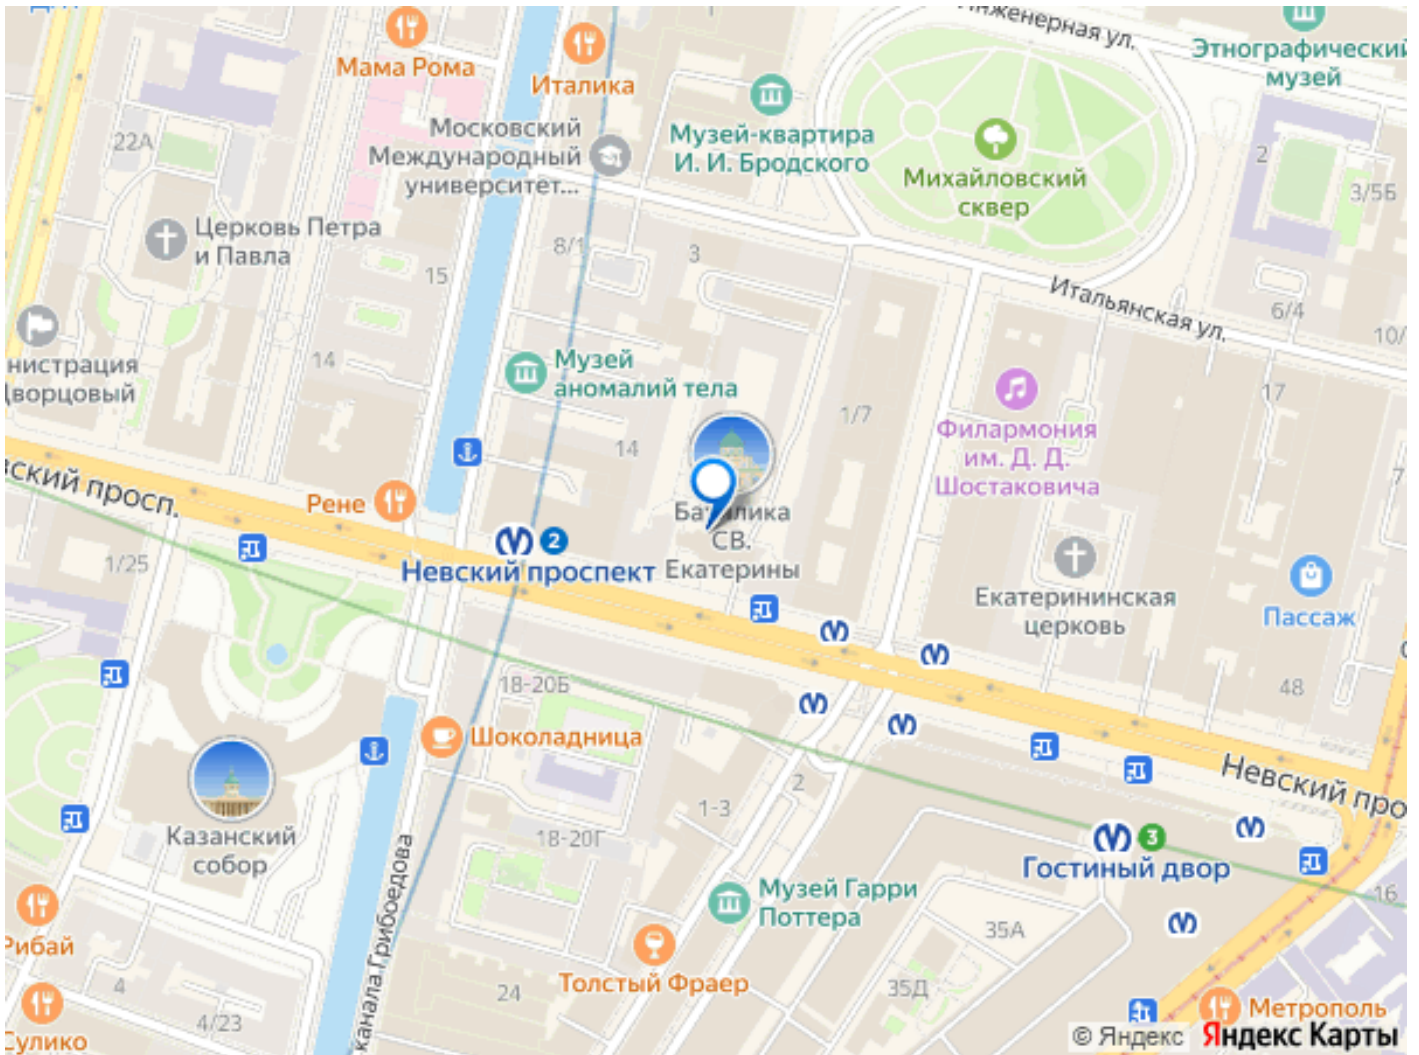 Инженерная ул.
Этнографический
музей
Мама Рома
Италика
Московский
Международный
университет...
Музей-квартира
И. И. Бродского
Михайловский
сквер
22А
2
3/5Б
Церковь Петра
и Павла
8/1
3
15
Итальянская ул.
6/4
10/
нистрация
Дворцовый
14
Музей
аномалий тела
17
1/7
14
Филармония
им. Д. Д.
Шостаковича
7
вский просп.
Рене
2
Невский проспект
СВ.
Екатерины
1/25
Екатерининская
церковь
Пассаж
18-20Б
48
Шоколадница
Невский про
2
1-3
Казанский
собор
18-20Г
3
Гостиный двор
канала Грибоедова
Музей Гарри
Поттера
16
35А
Рибай
Толстый Фраер
4
24
35Д
4/23
Сулико
Метрополь
© Яндекс Яндекс Карты